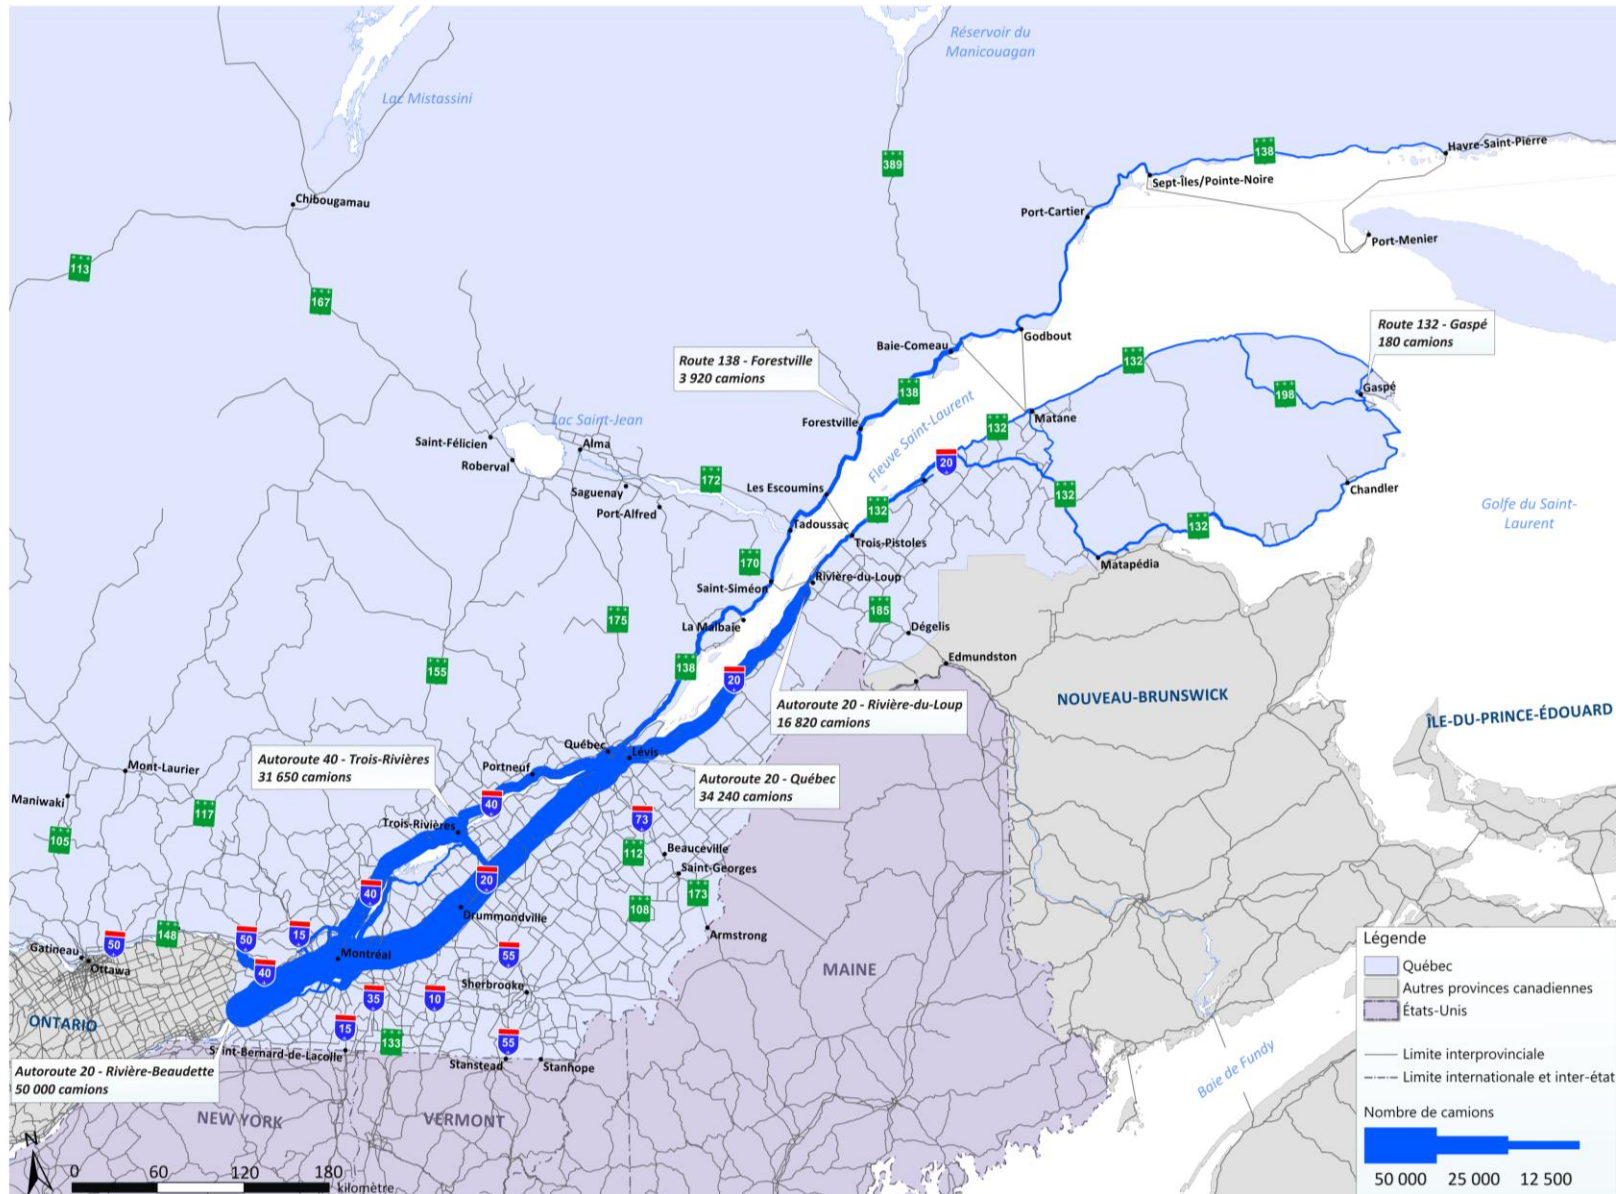 Réservoir du
Manicouagan
Lac Mistassini
389
138
Havre-Saint-Pierre
Sept-Îles/Pointe-Noire
Chibougamau
Port-Cartier
Port-Menier
113
167
Route 132 - Gaspé
180 camions
Godbout
Baie-Comeau
Route 138 - Forestville
3 920 camions
132
138
198
Gaspé
Fleuve Saint-Laurent
Matane
Lac Saint-Jean
Forestville
132
Saint-Félicien
Alma
Roberval
20
172
Saguenay
Les Escoumins
132
Chandler
Port-Alfred
132
Golfe du Saint-
Laurent
Tadoussac
132
Trois-Pistoles
170
Matapédia
Saint-Siméon
Rivière-du-Loup
175
185
La Malbaie
Dégelis
155
138
20
Edmundston
NOUVEAU-BRUNSWICK
Autoroute 20 - Rivière-du-Loup
16 820 camions
ÎLE-DU-PRINCE-ÉDOUARD
Québec
Lévis
Autoroute 40 - Trois-Rivières
31 650 camions
Mont-Laurier
Portneuf
Autoroute 20 - Québec
34 240 camions
Maniwaki
117
40
Trois-Rivières
73
105
112
Beauceville
Saint-Georges
40
20
173
108
Drummondville
148
50
15
Armstrong
Gatineau
50
Ottawa
Montréal
55
40
MAINE
Sherbrooke
35
10
ONTARIO
15
133
55
Saint-Bernard-de-Lacolle
Stanstead
Stanhope
Autoroute 20 - Rivière-Beaudette
50 000 camions
Baie de Fundy
NEW YORK
VERMONT
N
0
60
120
180
kilomètre
Légende
Québec
Autres provinces canadiennes
États-Unis
Limite interprovinciale
Limite internationale et inter-état
Nombre de camions
50 000
25 000
12 500